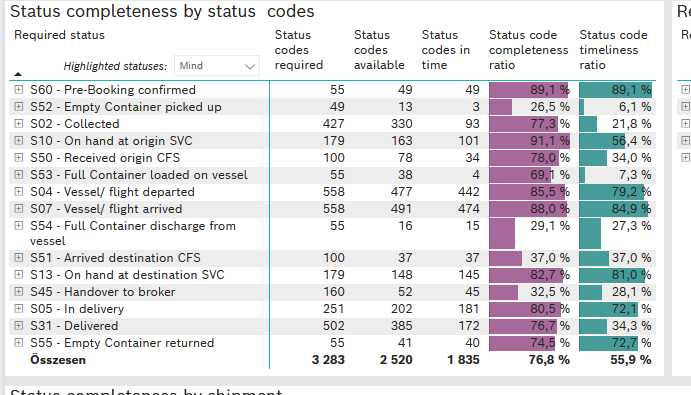 Status completeness by status codes
Required status Status codes required Status codes available Status codes in time Status code completeness ratio Status code timeliness ratio
Highlighted statuses: Mind
S60 - Pre-Booking confirmed 55 49 49 89,1 % 89,1 %
S52 - Empty Container picked up 49 13 3 26,5 % 6,1 %
S02 - Collected 427 330 93 77,3 % 21,8 %
S10 - On hand at origin SVC 179 163 101 91,1 % 56,4 %
S50 - Received origin CFS 100 78 34 78,0 % 34,0 %
S53 - Full Container loaded on vessel 55 38 4 69,1 % 7,3 %
S04 - Vessel/ flight departed 558 477 442 85,5 % 79,2 %
S07 - Vessel/ flight arrived 558 491 474 88,0 % 84,9 %
S54 - Full Container discharge from vessel 55 16 15 29,1 % 27,3 %
S51 - Arrived destination CFS 100 37 37 37,0 % 37,0 %
S13 - On hand at destination SVC 179 148 145 82,7 % 81,0 %
S45 - Handover to broker 160 52 45 32,5 % 28,1 %
S05 - In delivery 251 202 181 80,5 % 72,1 %
S31 - Delivered 502 385 172 76,7 % 34,3 %
S55 - Empty Container returned 55 41 40 74,5 % 72,7 %
Összesen 3 283 2 520 1 835 76,8 % 55,9 %
Status completeness by shipment